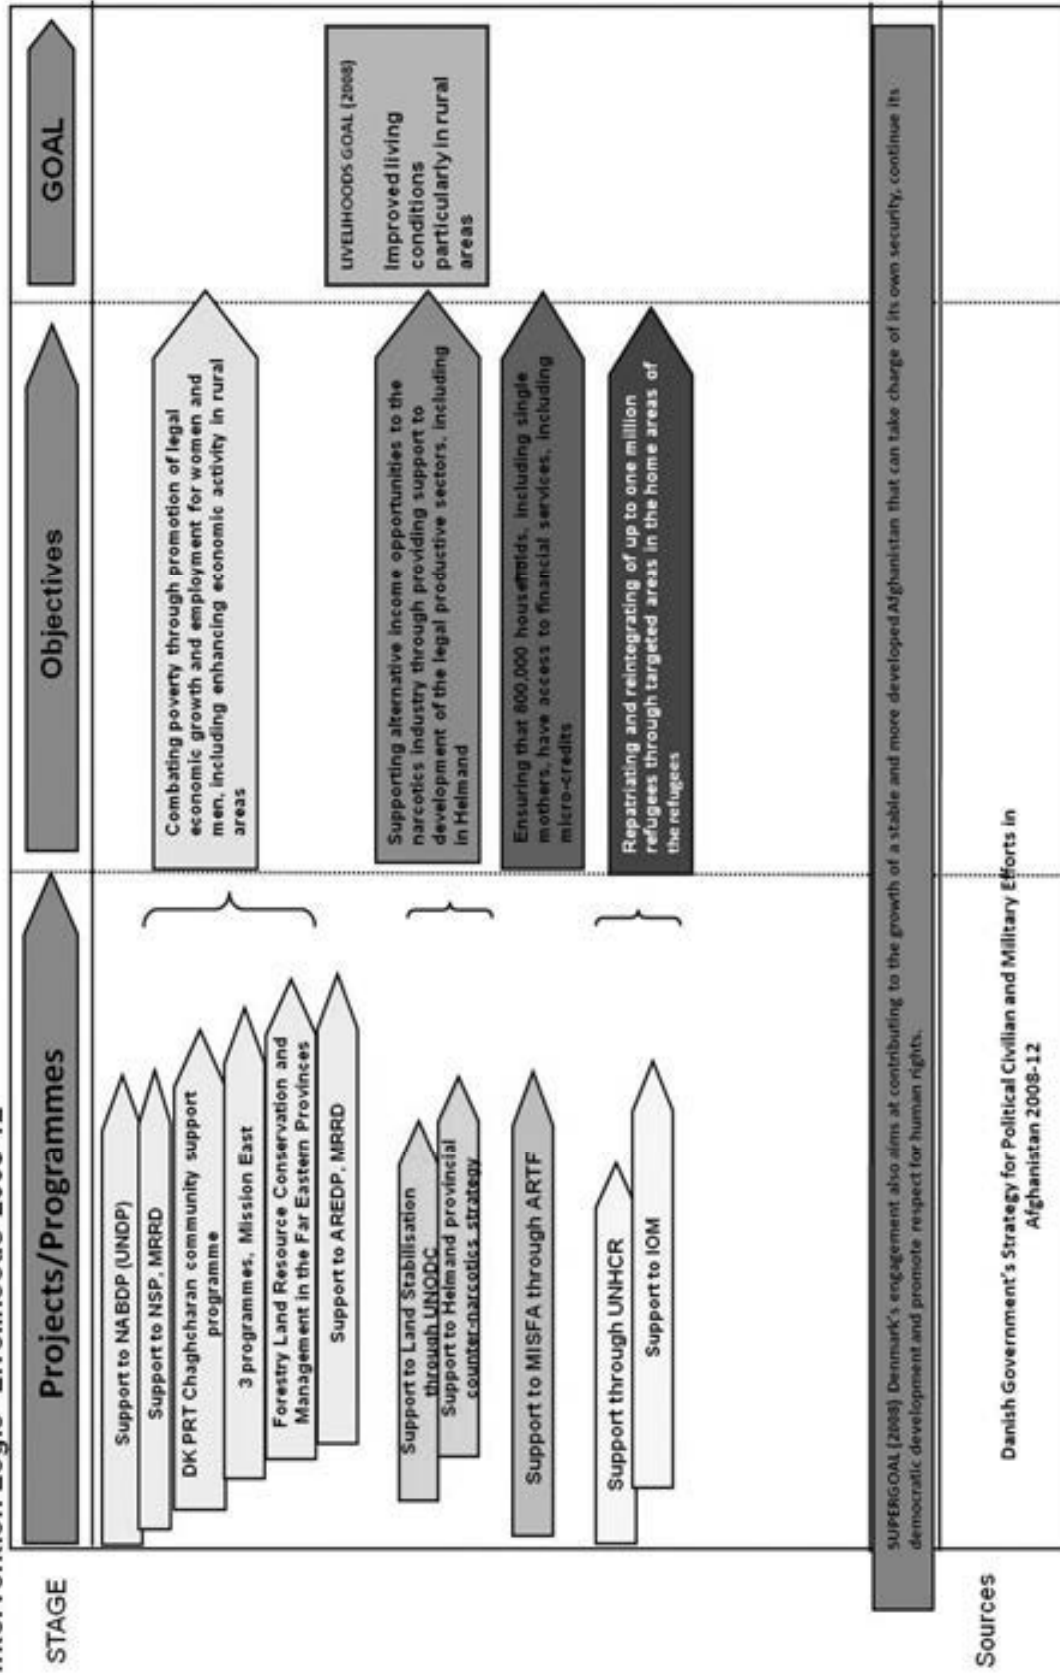 STAGE
Projects/Programmes
Objectives
GOAL
Support to NABDP (UNDP)
Support to NSP, MRRD
DK PRT Chaghcharan community support
programme
3 programmes, Mission East
Forestry Land Resource Conservation and
Management in the Far Eastern Provinces
Support to AREDP, MRRD
Support to Land Stabilisation
through UNODC
Support to Helmand provincial
counter-narcotics strategy
Support to MISFA through ARTF
Support through UNHCR
Support to IOM
Combating poverty through promotion of legal
economic growth and employment for women and
men, including enhancing economic activity in rural
areas
Supporting alternative income opportunities to the
narcotics industry through providing support to
development of the legal productive sectors, including
in Helmand
Ensuring that 800,000 households, including single
mothers, have access to financial services, including
micro-credits
Repatriating and reintegrating of up to one million
refugees through targeted areas in the home areas of
the refugees
LIVELIHOODS GOAL (2008)
Improved living
conditions
particularly in rural
areas
SUPERGOAL (2008) Denmark's engagement also aims at contributing to the growth of a stable and more developed Afghanistan that can take charge of its own security, continue its
democratic development and promote respect for human rights.
Sources
Danish Government's Strategy for Political Civilian and Military Efforts in
Afghanistan 2008-12